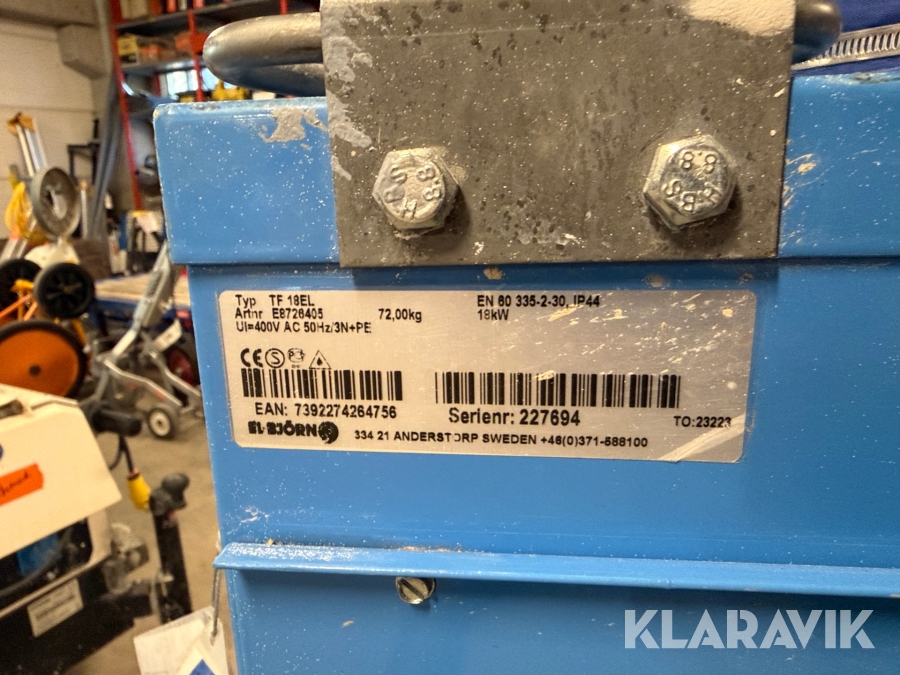 8.8
8.8
BS
Typ TF 18EL
EN 60 335-2-30, IP44
Artnr E8726405 72,00kg 18kW
UI=400V AC 50Hz/3N+PE
CE S
EAN: 7392274264756
Serienr: 227694
TO:23223
EL-BJÖRN
334 21 ANDERSTORP SWEDEN +46(0)371-588100
KLARAVIK